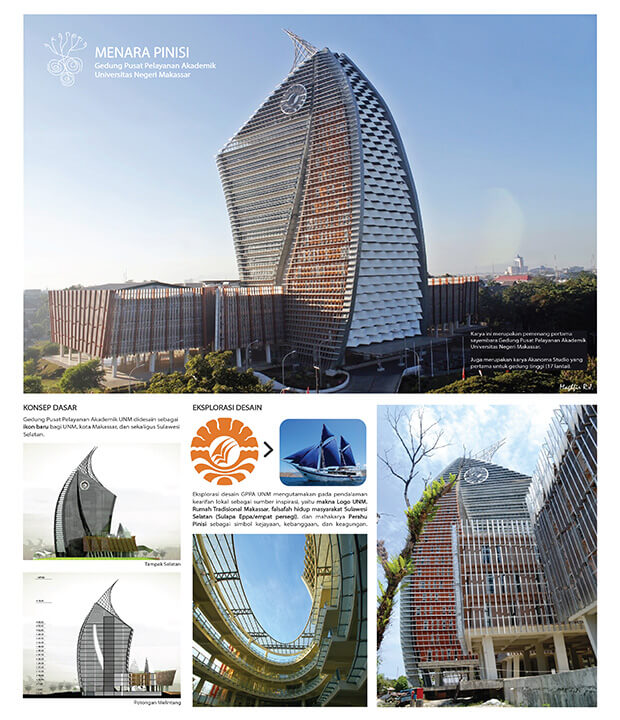 MENARA PINISI
Gedung Pusat Pelayanan Akademik
Universitas Negeri Makassar
Karya ini merupakan pemenang pertama
sayembara Gedung Pusat Pelayanan Akademik
Universitas Negeri Makassar.
Juga merupakan karya Akanoma Studio yang
pertama untuk gedung tinggi (17 lantai).
KONSEP DASAR
Gedung Pusat Pelayanan Akademik UNM didesain sebagai
ikon baru bagi UNM, kota Makassar, dan sekaligus Sulawesi
Selatan.
Tampak Selatan
Potongan Melintang
EKSPLORASI DESAIN
Eksplorasi desain GPPA UNM mengutamakan pada pendalaman
kearifan lokal sebagai sumber inspirasi, yaitu makna Logo UNM,
Rumah Tradisional Makassar, falsafah hidup masyarakat Sulawesi
Selatan (Sulapa Eppa/empat persegi), dan mahakarya Perahu
Pinisi sebagai simbol kejayaan, kebanggaan, dan keagungan.